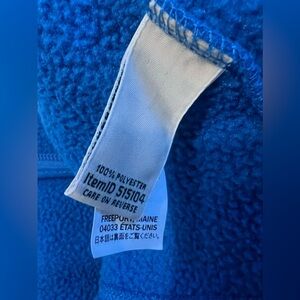 100% POLYESTER
ItemID 515104
CARE ON REVERSE
FREEPORT, MAINE
04033 ÉTATS-UNIS
日本語は裏面をご覧ください。